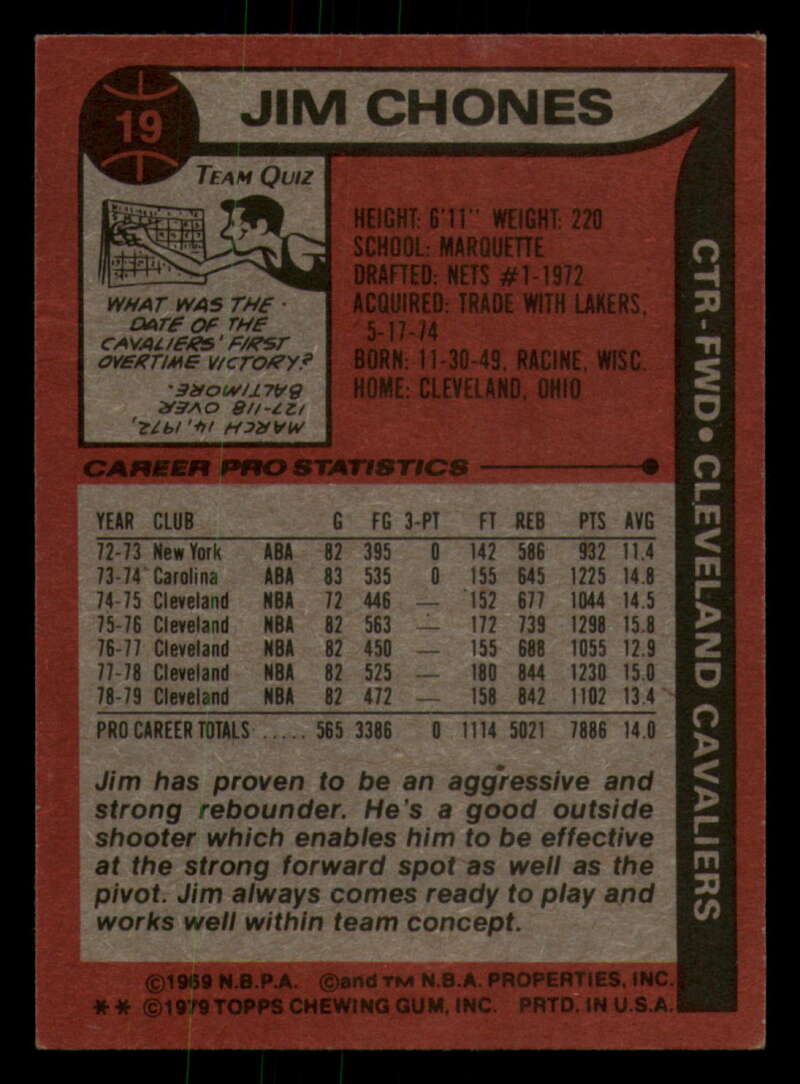 19
JIM CHONES
TEAM QUIZ
WHAT WAS THE
DATE OF THE
CAVALIERS' FIRST
OVERTIME VICTORY?
MARCH 14, 1972,
127-118 OVER
BALTIMORE.
HEIGHT: 6'11" WEIGHT: 220
SCHOOL: MARQUETTE
DRAFTED: NETS #1-1972
ACQUIRED: TRADE WITH LAKERS,
5-17-74
BORN: 11-30-49, RACINE, WISC.
HOME: CLEVELAND, OHIO
CTR-FWD • CLEVELAND CAVALIERS
CAREER PRO STATISTICS
YEAR CLUB G FG 3-PT FT REB PTS AVG
72-73 New York ABA 82 395 0 142 586 932 11.4
73-74 Carolina ABA 83 535 0 155 645 1225 14.8
74-75 Cleveland NBA 72 446 — 152 677 1044 14.5
75-76 Cleveland NBA 82 563 — 172 739 1298 15.8
76-77 Cleveland NBA 82 450 — 155 688 1055 12.9
77-78 Cleveland NBA 82 525 — 180 844 1230 15.0
78-79 Cleveland NBA 82 472 — 158 842 1102 13.4
PRO CAREER TOTALS ..... 565 3386 0 1114 5021 7886 14.0
Jim has proven to be an aggressive and
strong rebounder. He's a good outside
shooter which enables him to be effective
at the strong forward spot as well as the
pivot. Jim always comes ready to play and
works well within team concept.
©1969 N.B.P.A. ©and TM N.B.A. PROPERTIES, INC.
** ©1979 TOPPS CHEWING GUM, INC. PRTD. IN U.S.A.